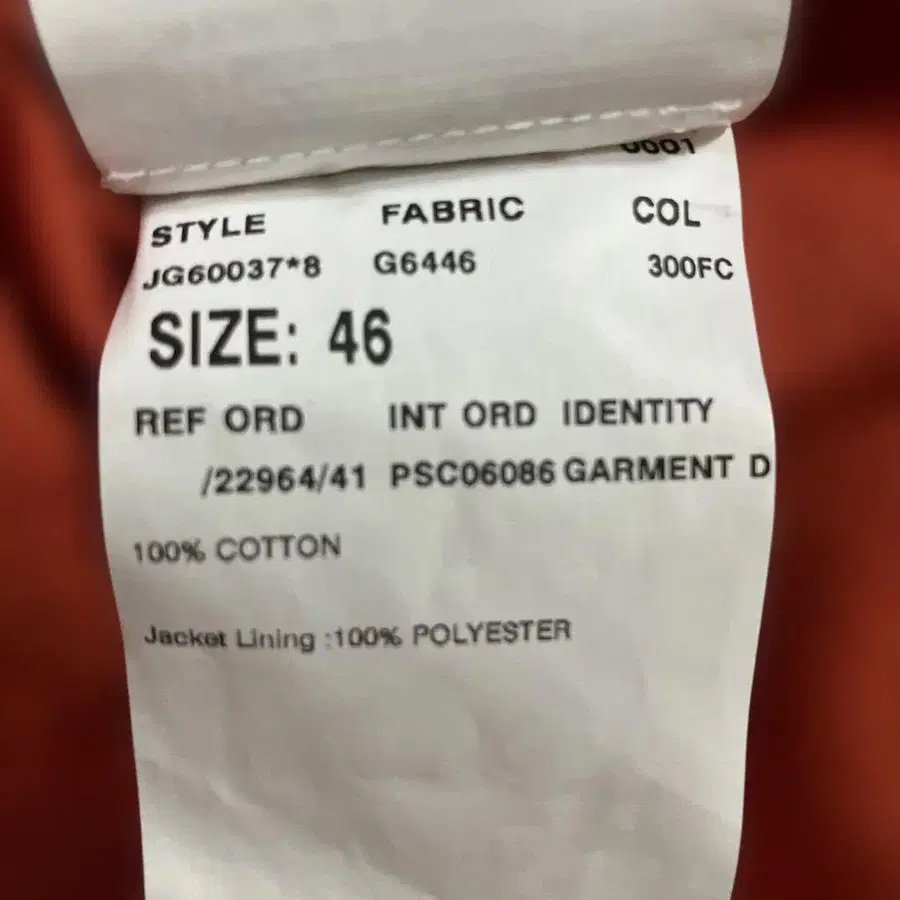 0001
STYLE FABRIC COL
JG60037*8 G6446 300FC
SIZE: 46
REF ORD INT ORD IDENTITY
/22964/41 PSC06086 GARMENT D
100% COTTON
Jacket Lining :100% POLYESTER